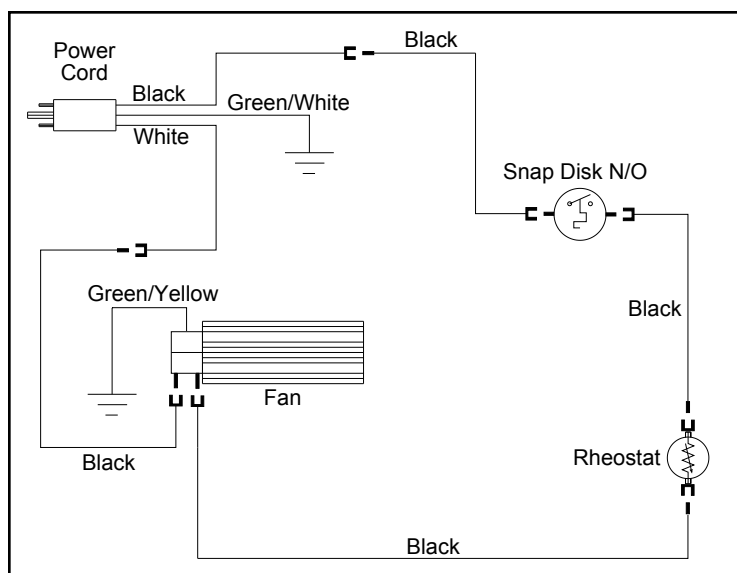 Power
Cord
Black
Black
Green/White
White
Snap Disk N/O
Green/Yellow
Black
Fan
Rheostat
Black
Black